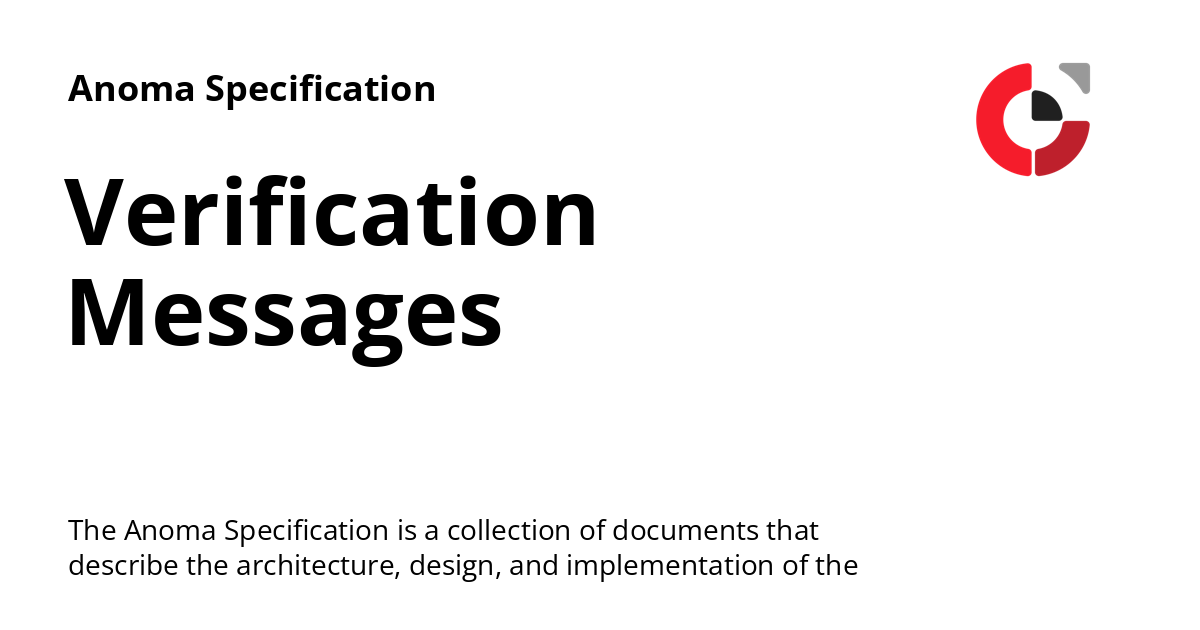 Anoma Specification
Verification
Messages
The Anoma Specification is a collection of documents that
describe the architecture, design, and implementation of the